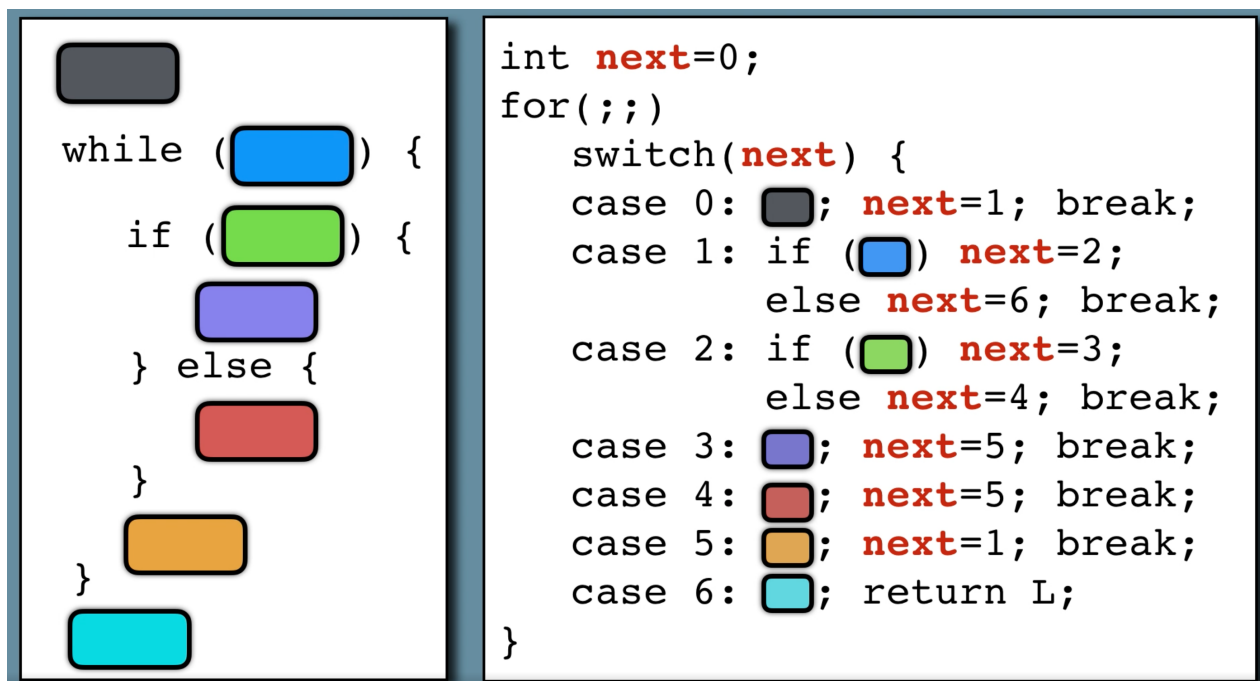 while ( ) {
if ( ) {
} else {
}
}
int next=0;
for(;;)
switch(next) {
case 0: ; next=1; break;
case 1: if ( ) next=2;
else next=6; break;
case 2: if ( ) next=3;
else next=4; break;
case 3: ; next=5; break;
case 4: ; next=5; break;
case 5: ; next=1; break;
case 6: ; return L;
}